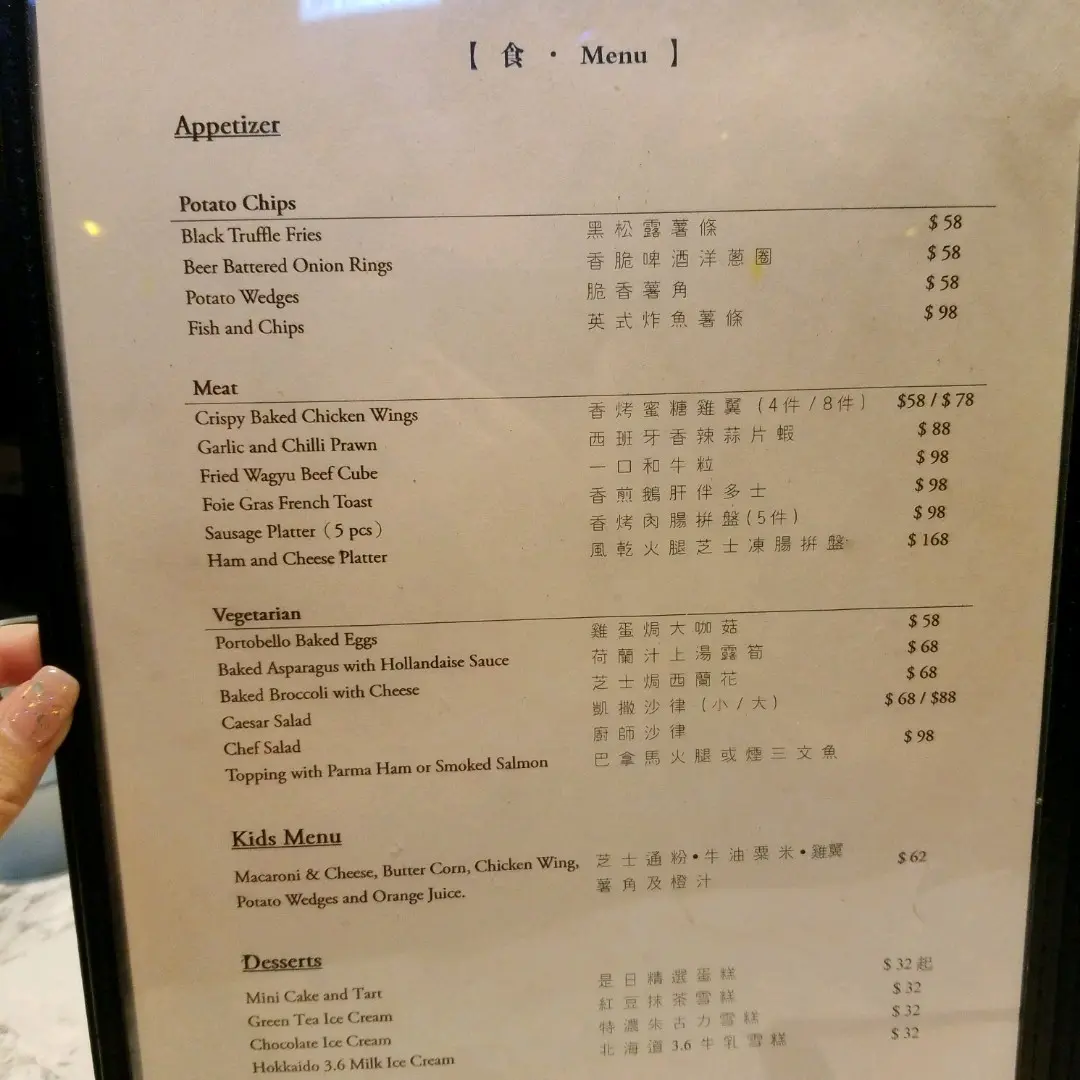 【 食 · Menu 】
Appetizer
Potato Chips
Black Truffle Fries 黑松露薯條 $ 58
Beer Battered Onion Rings 香脆啤酒洋蔥圈 $ 58
Potato Wedges 脆香薯角 $ 58
Fish and Chips 英式炸魚薯條 $ 98
Meat
Crispy Baked Chicken Wings 香烤蜜糖雞翼 (4件/8件) $58 / $ 78
Garlic and Chilli Prawn 西班牙香辣蒜片蝦 $ 88
Fried Wagyu Beef Cube 一口和牛粒 $ 98
Foie Gras French Toast 香煎鵝肝伴多士 $ 98
Sausage Platter（5 pcs） 香烤肉腸拼盤(5件) $ 98
Ham and Cheese Platter 風乾火腿芝士凍腸拼盤 $ 168
Vegetarian
Portobello Baked Eggs 雞蛋焗大咖菇 $ 58
Baked Asparagus with Hollandaise Sauce 荷蘭汁上湯露筍 $ 68
Baked Broccoli with Cheese 芝士焗西蘭花 $ 68
Caesar Salad 凱撒沙律 (小/大) $ 68 / $88
Chef Salad 廚師沙律 $ 98
Topping with Parma Ham or Smoked Salmon 巴拿馬火腿或煙三文魚
Kids Menu
Macaroni & Cheese, Butter Corn, Chicken Wing, 芝士通粉•牛油粟米•雞翼 $ 62
Potato Wedges and Orange Juice. 薯角及橙汁
Desserts
Mini Cake and Tart 是日精選蛋糕 $ 32 起
Green Tea Ice Cream 紅豆抹茶雪糕 $ 32
Chocolate Ice Cream 特濃朱古力雪糕 $ 32
Hokkaido 3.6 Milk Ice Cream 北海道3.6牛乳雪糕 $ 32